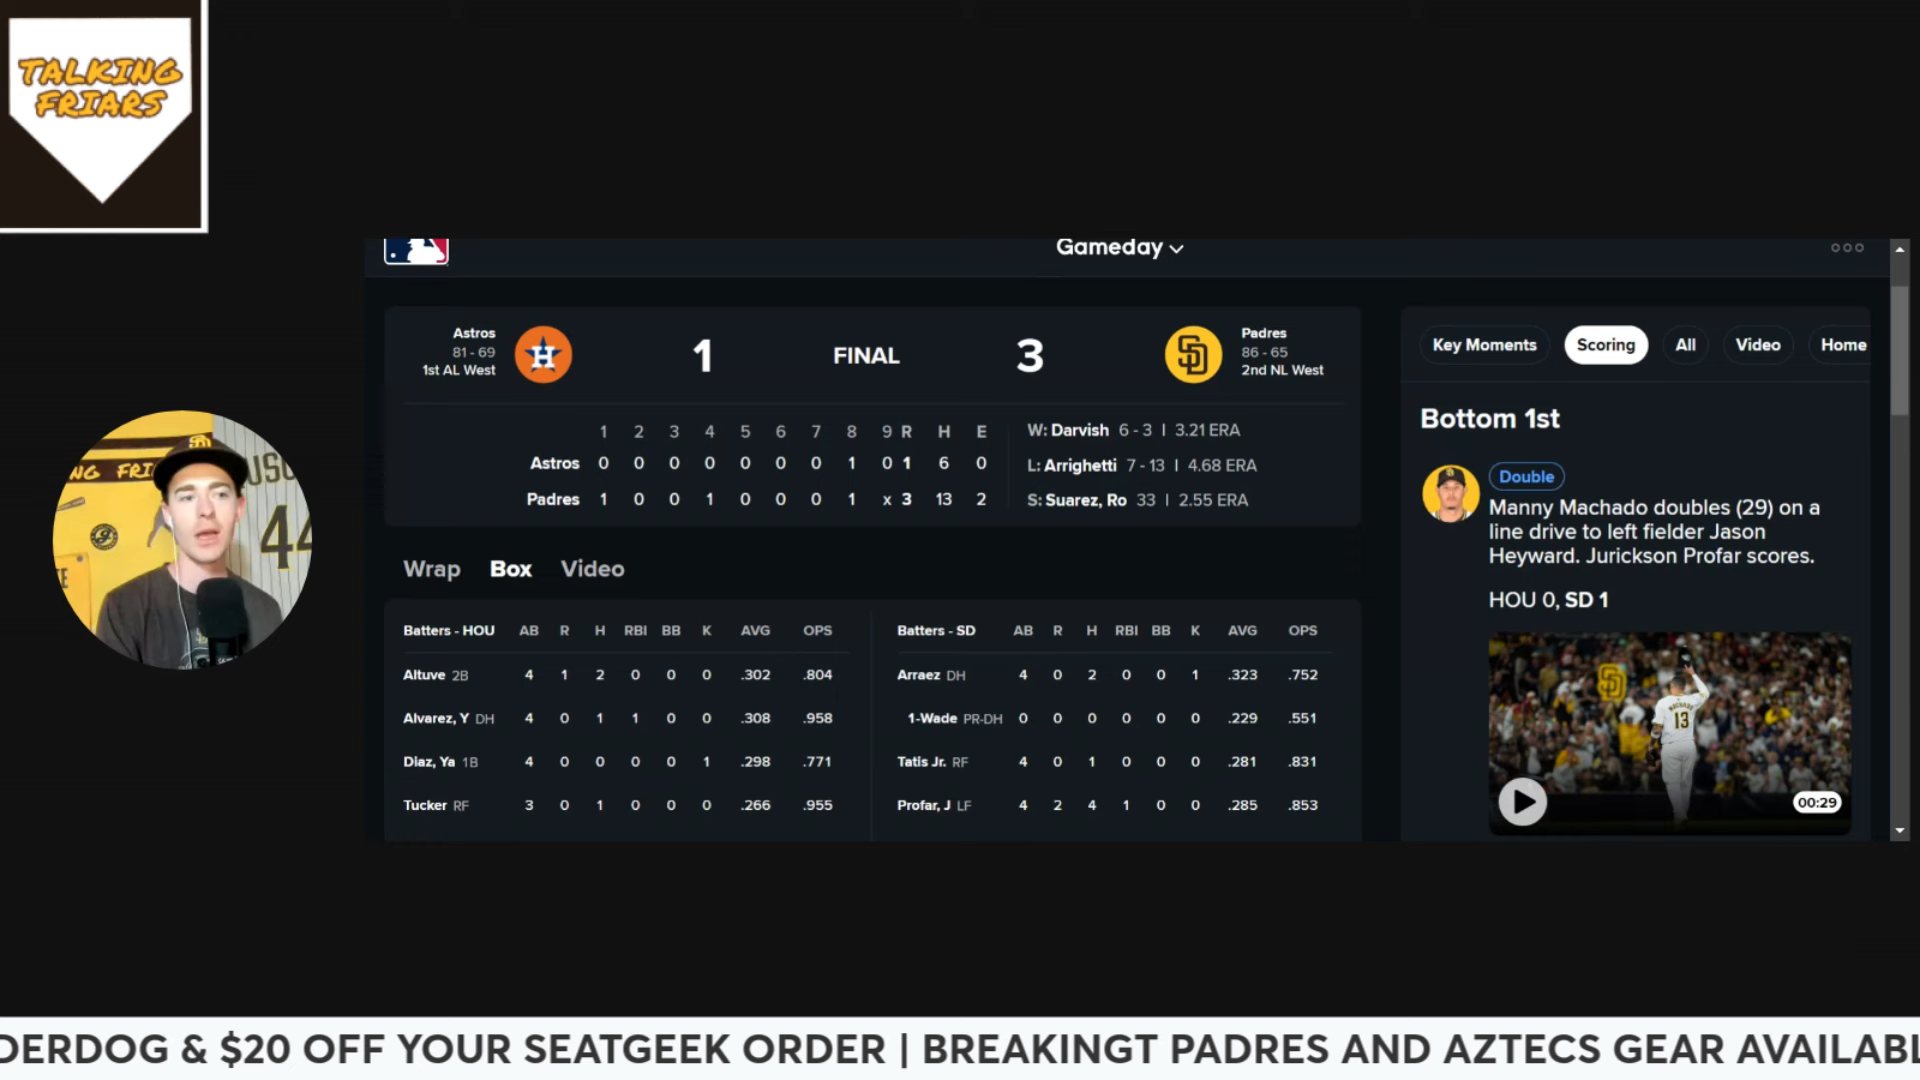 TALKING
FRIARS
Gameday
Astros
81 - 69
1st AL West
1
FINAL
3
Padres
86 - 65
2nd NL West
1 2 3 4 5 6 7 8 9 R H E
Astros 0 0 0 0 0 0 0 1 0 1 6 0
Padres 1 0 0 1 0 0 0 1 x 3 13 2
W: Darvish 6 - 3 | 3.21 ERA
L: Arrighetti 7 - 13 | 4.68 ERA
S: Suarez, Ro 33 | 2.55 ERA
Wrap Box Video
Batters - HOU AB R H RBI BB K AVG OPS
Altuve 2B 4 1 2 0 0 0 .302 .804
Alvarez, Y DH 4 0 1 1 0 0 .308 .958
Diaz, Ya 1B 4 0 0 0 0 1 .298 .771
Tucker RF 3 0 1 0 0 0 .266 .955
Batters - SD AB R H RBI BB K AVG OPS
Arraez DH 4 0 2 0 0 1 .323 .752
1-Wade PR-DH 0 0 0 0 0 0 .229 .551
Tatis Jr. RF 4 0 1 0 0 0 .281 .831
Profar, J LF 4 2 4 1 0 0 .285 .853
Key Moments Scoring All Video Home
Bottom 1st
Double
Manny Machado doubles (29) on a
line drive to left fielder Jason
Heyward. Jurickson Profar scores.
HOU 0, SD 1
MACHADO
13
00:29
NG FRI
44
DERDOG & $20 OFF YOUR SEATGEEK ORDER | BREAKINGT PADRES AND AZTECS GEAR AVAILABL